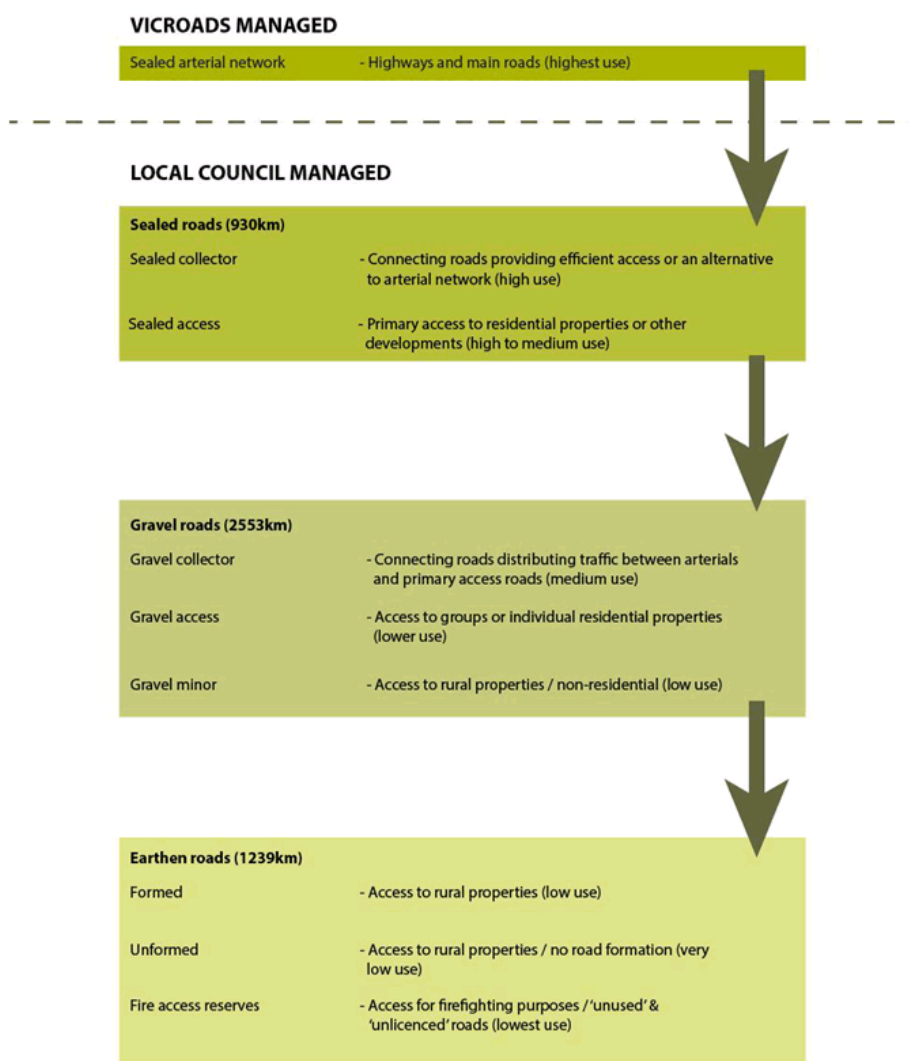 VICROADS MANAGED
Sealed arterial network - Highways and main roads (highest use)
LOCAL COUNCIL MANAGED
Sealed roads (930km)
Sealed collector - Connecting roads providing efficient access or an alternative
to arterial network (high use)
Sealed access - Primary access to residential properties or other
developments (high to medium use)
Gravel roads (2553km)
Gravel collector - Connecting roads distributing traffic between arterials
and primary access roads (medium use)
Gravel access - Access to groups or individual residential properties
(lower use)
Gravel minor - Access to rural properties / non-residential (low use)
Earthen roads (1239km)
Formed - Access to rural properties (low use)
Unformed - Access to rural properties / no road formation (very
low use)
Fire access reserves - Access for firefighting purposes / ‘unused’ &
‘unlicenced’ roads (lowest use)